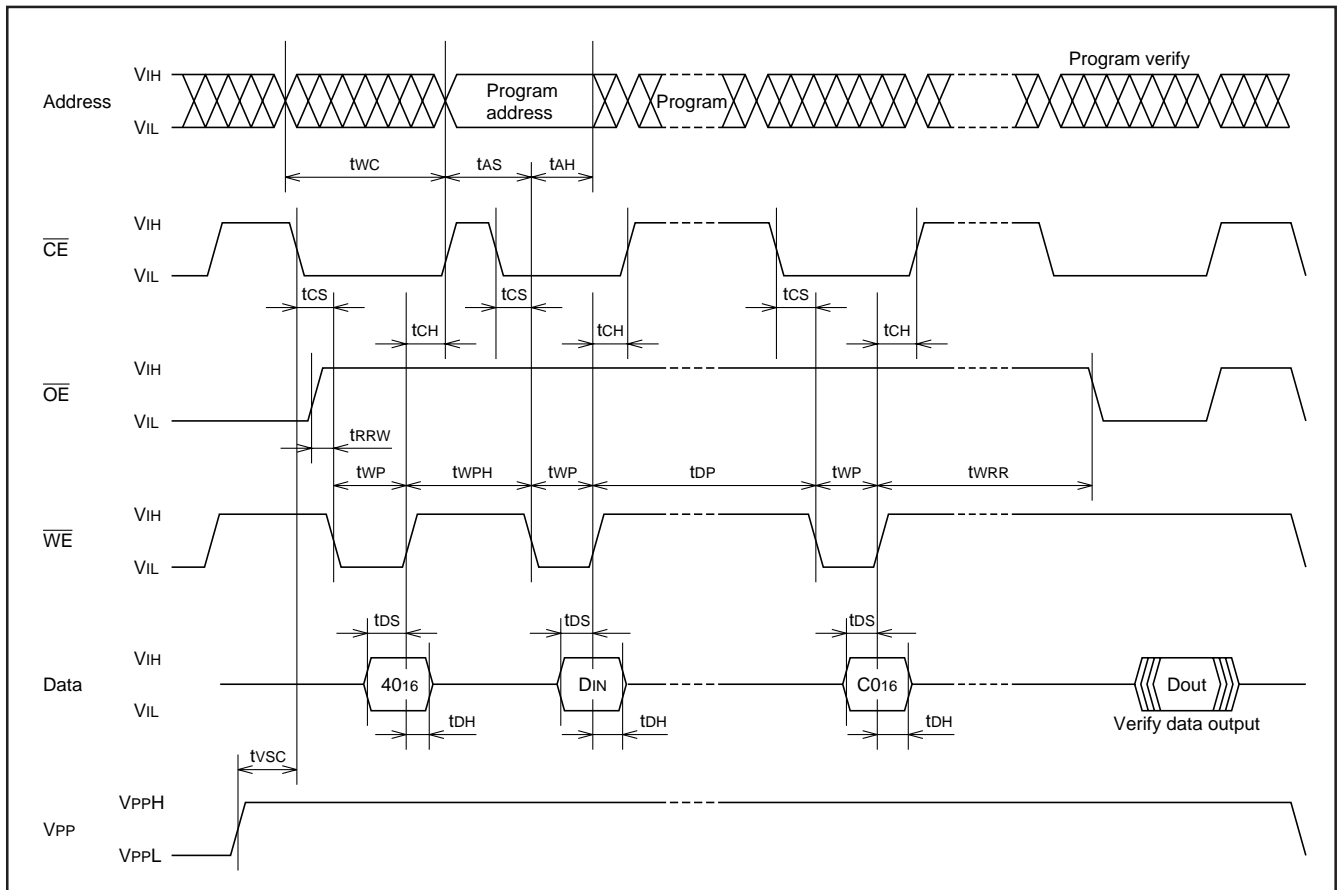 Program verify
Address
VIH
VIL
Program
address
Program
tWC
tAS
tAH
CE
VIH
VIL
tCS
tCS
tCS
tCH
tCH
tCH
OE
VIH
VIL
tRRW
tWP
tWPH
tWP
tDP
tWP
tWRR
WE
VIH
VIL
tDS
tDS
tDS
Data
VIH
VIL
4016
DIN
C016
Dout
tDH
tDH
tDH
Verify data output
tVSC
VPP
VPPH
VPPL